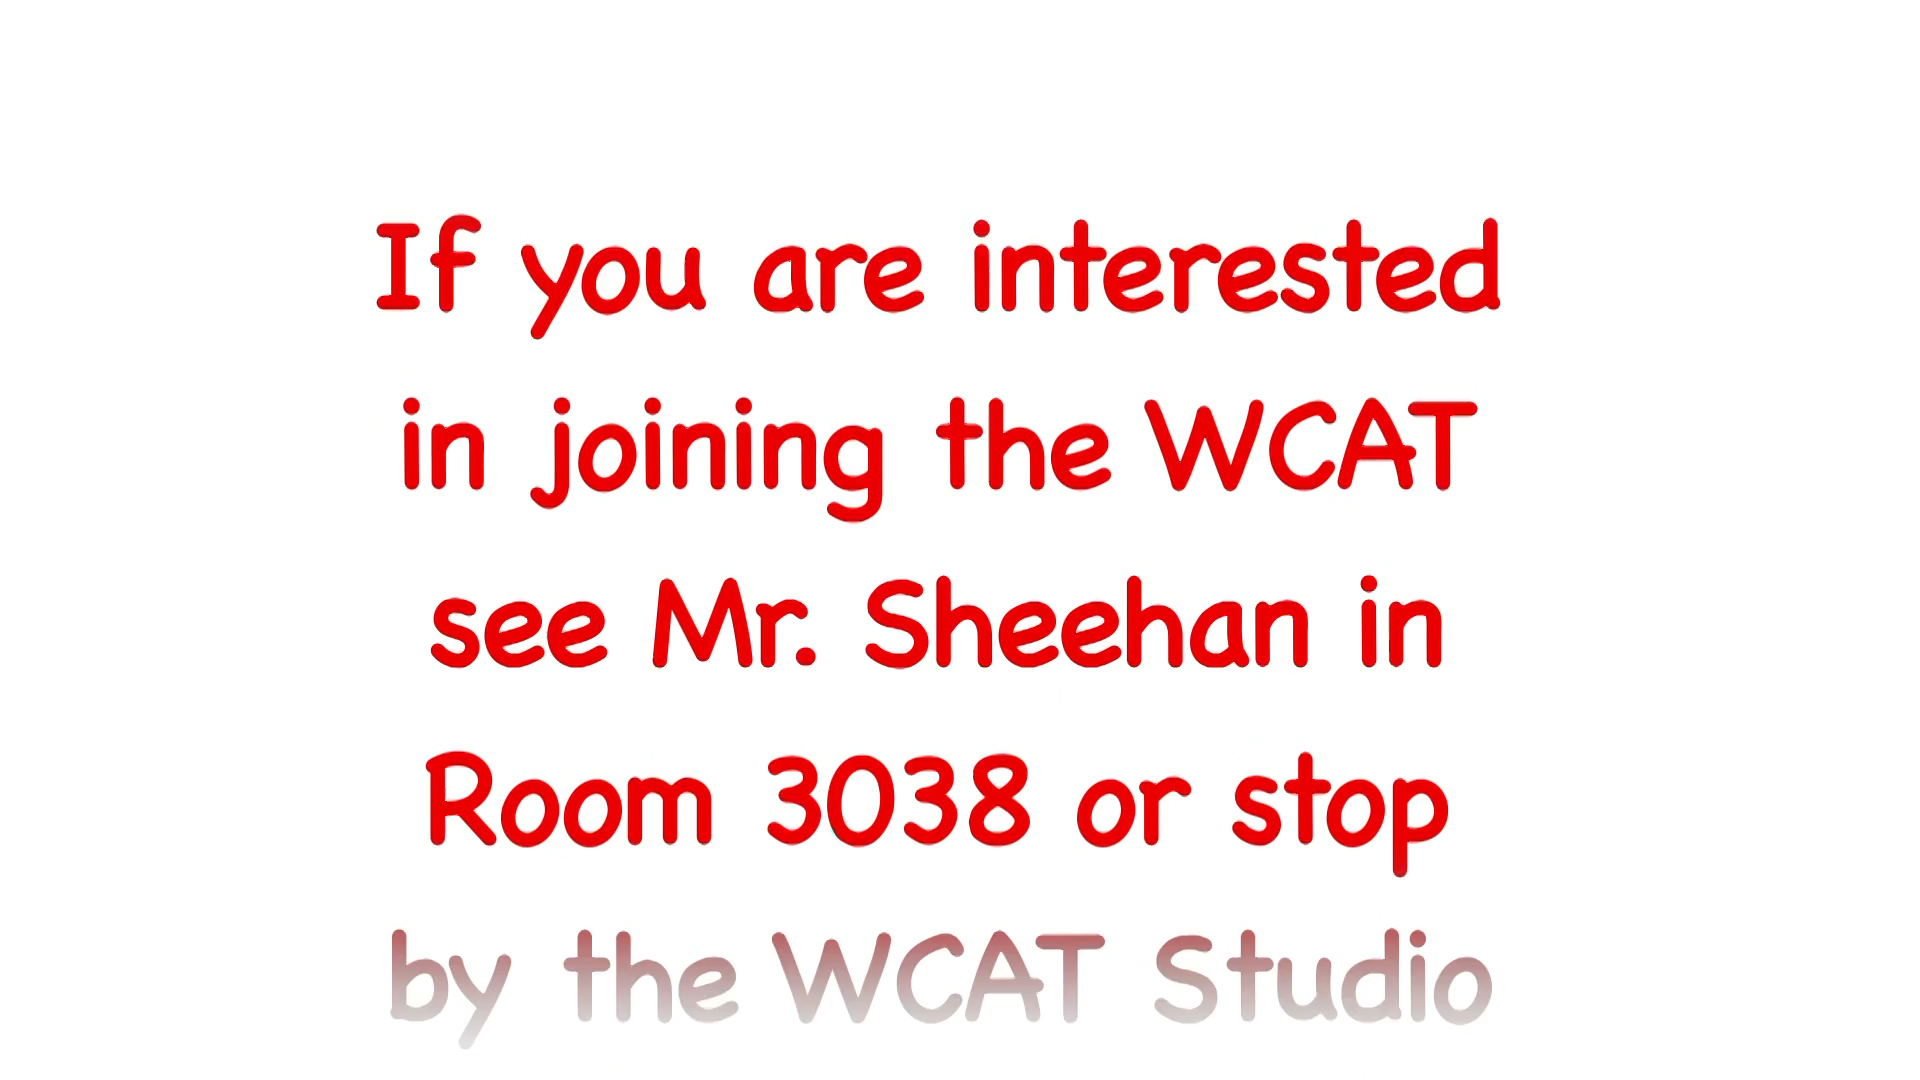 If you are interested
in joining the WCAT
see Mr. Sheehan in
Room 3038 or stop
by the WCAT Studio